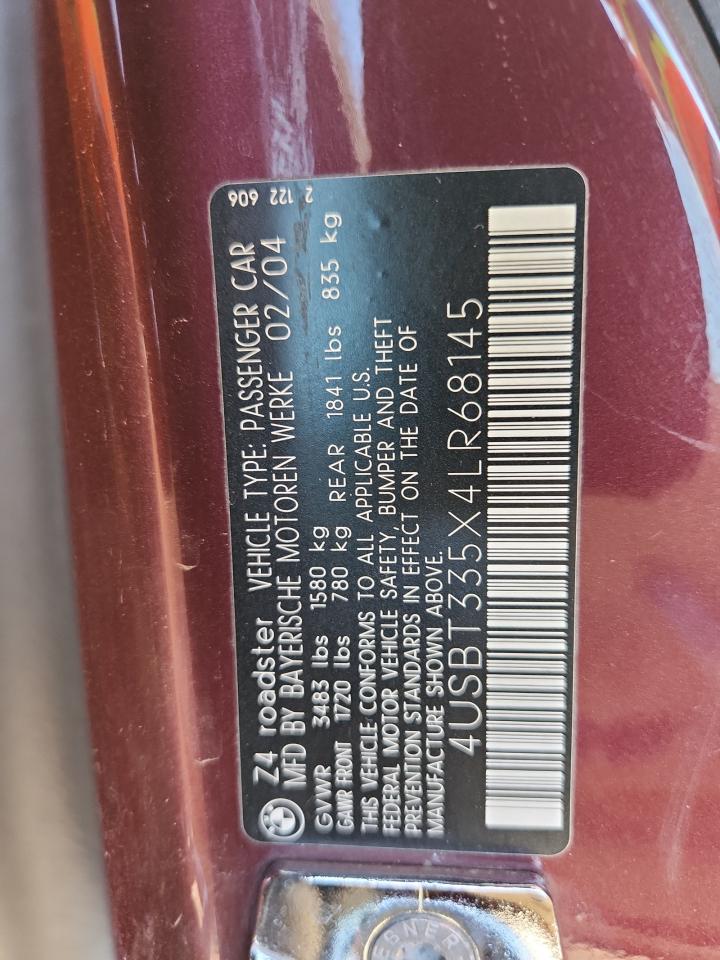 2 122 606
Z4 roadster VEHICLE TYPE: PASSENGER CAR
MFD BY BAYERISCHE MOTOREN WERKE 02/04
GVWR 3483 lbs 1580 kg
GAWR FRONT 1720 lbs 780 kg REAR 1841 lbs 835 kg
THIS VEHICLE CONFORMS TO ALL APPLICABLE U.S.
FEDERAL MOTOR VEHICLE SAFETY, BUMPER AND THEFT
PREVENTION STANDARDS IN EFFECT ON THE DATE OF
MANUFACTURE SHOWN ABOVE.
4USBT335X4LR68145